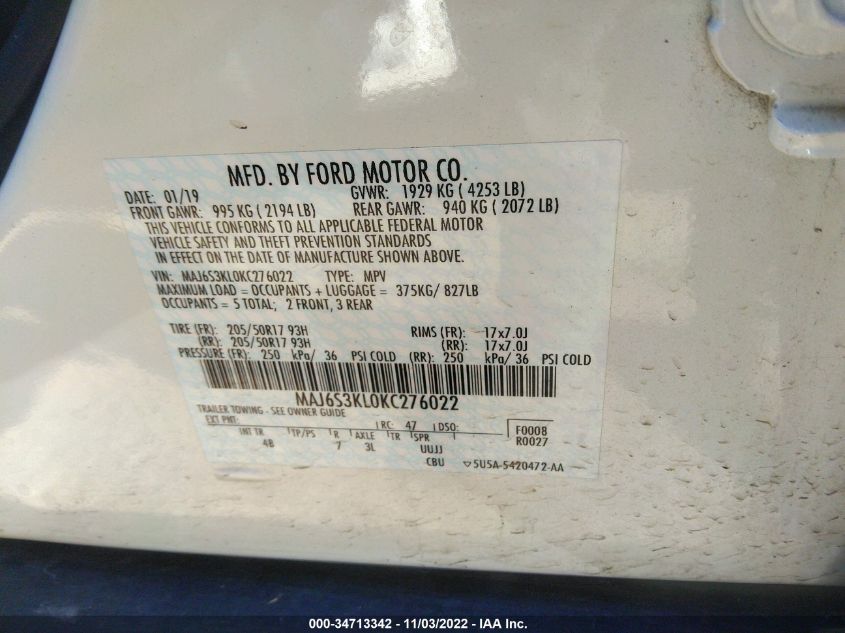 MFD. BY FORD MOTOR CO.
DATE: 01/19 GVWR: 1929 KG ( 4253 LB)
FRONT GAWR: 995 KG ( 2194 LB) REAR GAWR: 940 KG ( 2072 LB)
THIS VEHICLE CONFORMS TO ALL APPLICABLE FEDERAL MOTOR
VEHICLE SAFETY AND THEFT PREVENTION STANDARDS
IN EFFECT ON THE DATE OF MANUFACTURE SHOWN ABOVE.
VIN: MAJ6S3KL0KC276022 TYPE: MPV
MAXIMUM LOAD = OCCUPANTS + LUGGAGE = 375KG/ 827LB
OCCUPANTS = 5 TOTAL; 2 FRONT, 3 REAR
TIRE (FR): 205/50R17 93H RIMS (FR): 17x7.0J
(RR): 205/50R17 93H (RR): 17x7.0J
PRESSURE (FR): 250 kPa/ 36 PSI COLD (RR): 250 kPa/ 36 PSI COLD
MAJ6S3KL0KC276022
TRAILER TOWING - SEE OWNER GUIDE
EXT PNT: RC: 47 DSO: F0008
R0027
INT TR TP/PS R AXLE TR SPR
4B 7 3L UUJJ
CBU 5U5A-5420472-AA
000-34713342 - 11/03/2022 - IAA Inc.